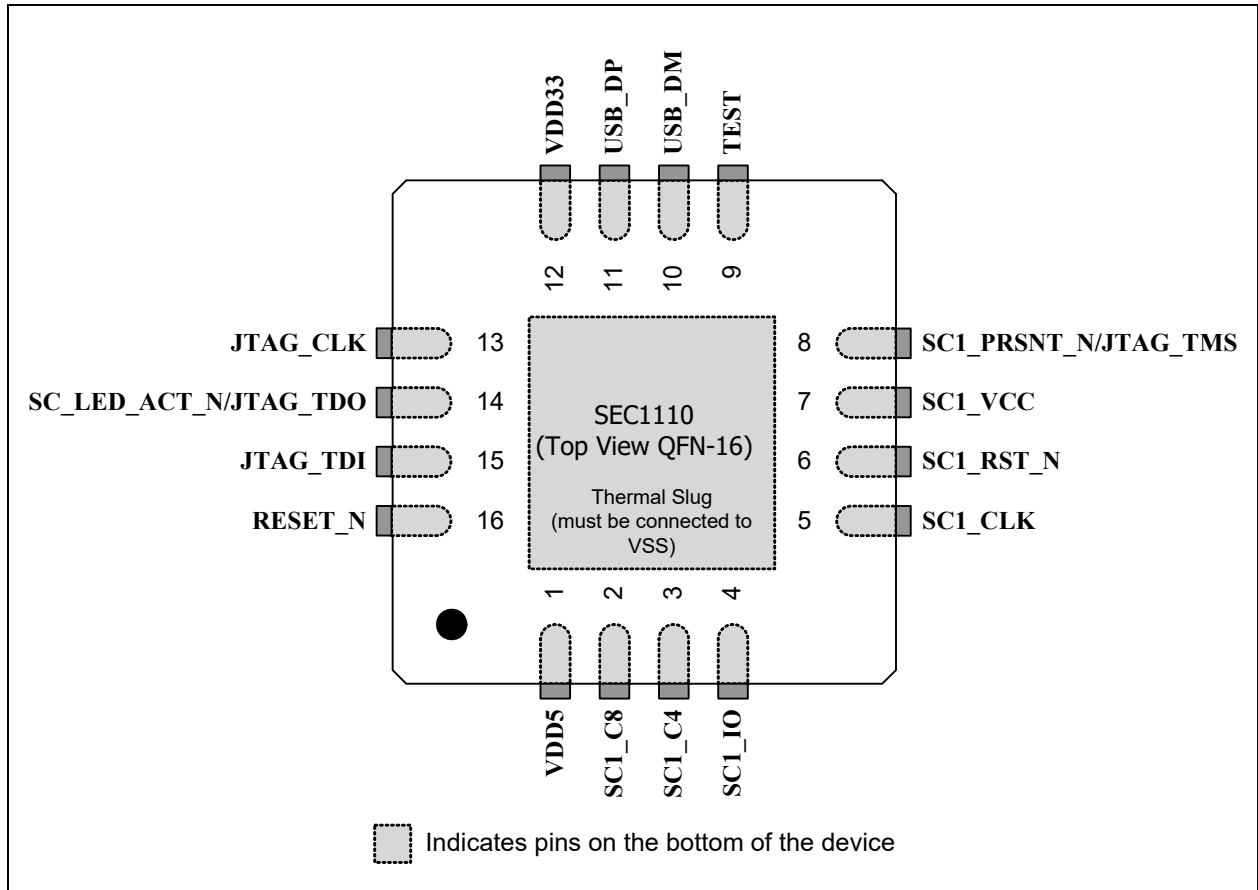 VDD33
USB_DP
USB_DM
TEST
12
11
10
9
JTAG_CLK
13
SC_LED_ACT_N/JTAG_TDO
14
JTAG_TDI
15
RESET_N
16
SEC1110
(Top View QFN-16)
Thermal Slug
(must be connected to
VSS)
8
SC1_PRSNT_N/JTAG_TMS
7
SC1_VCC
6
SC1_RST_N
5
SC1_CLK
1
2
3
4
VDD5
SC1_C8
SC1_C4
SC1_IO
Indicates pins on the bottom of the device